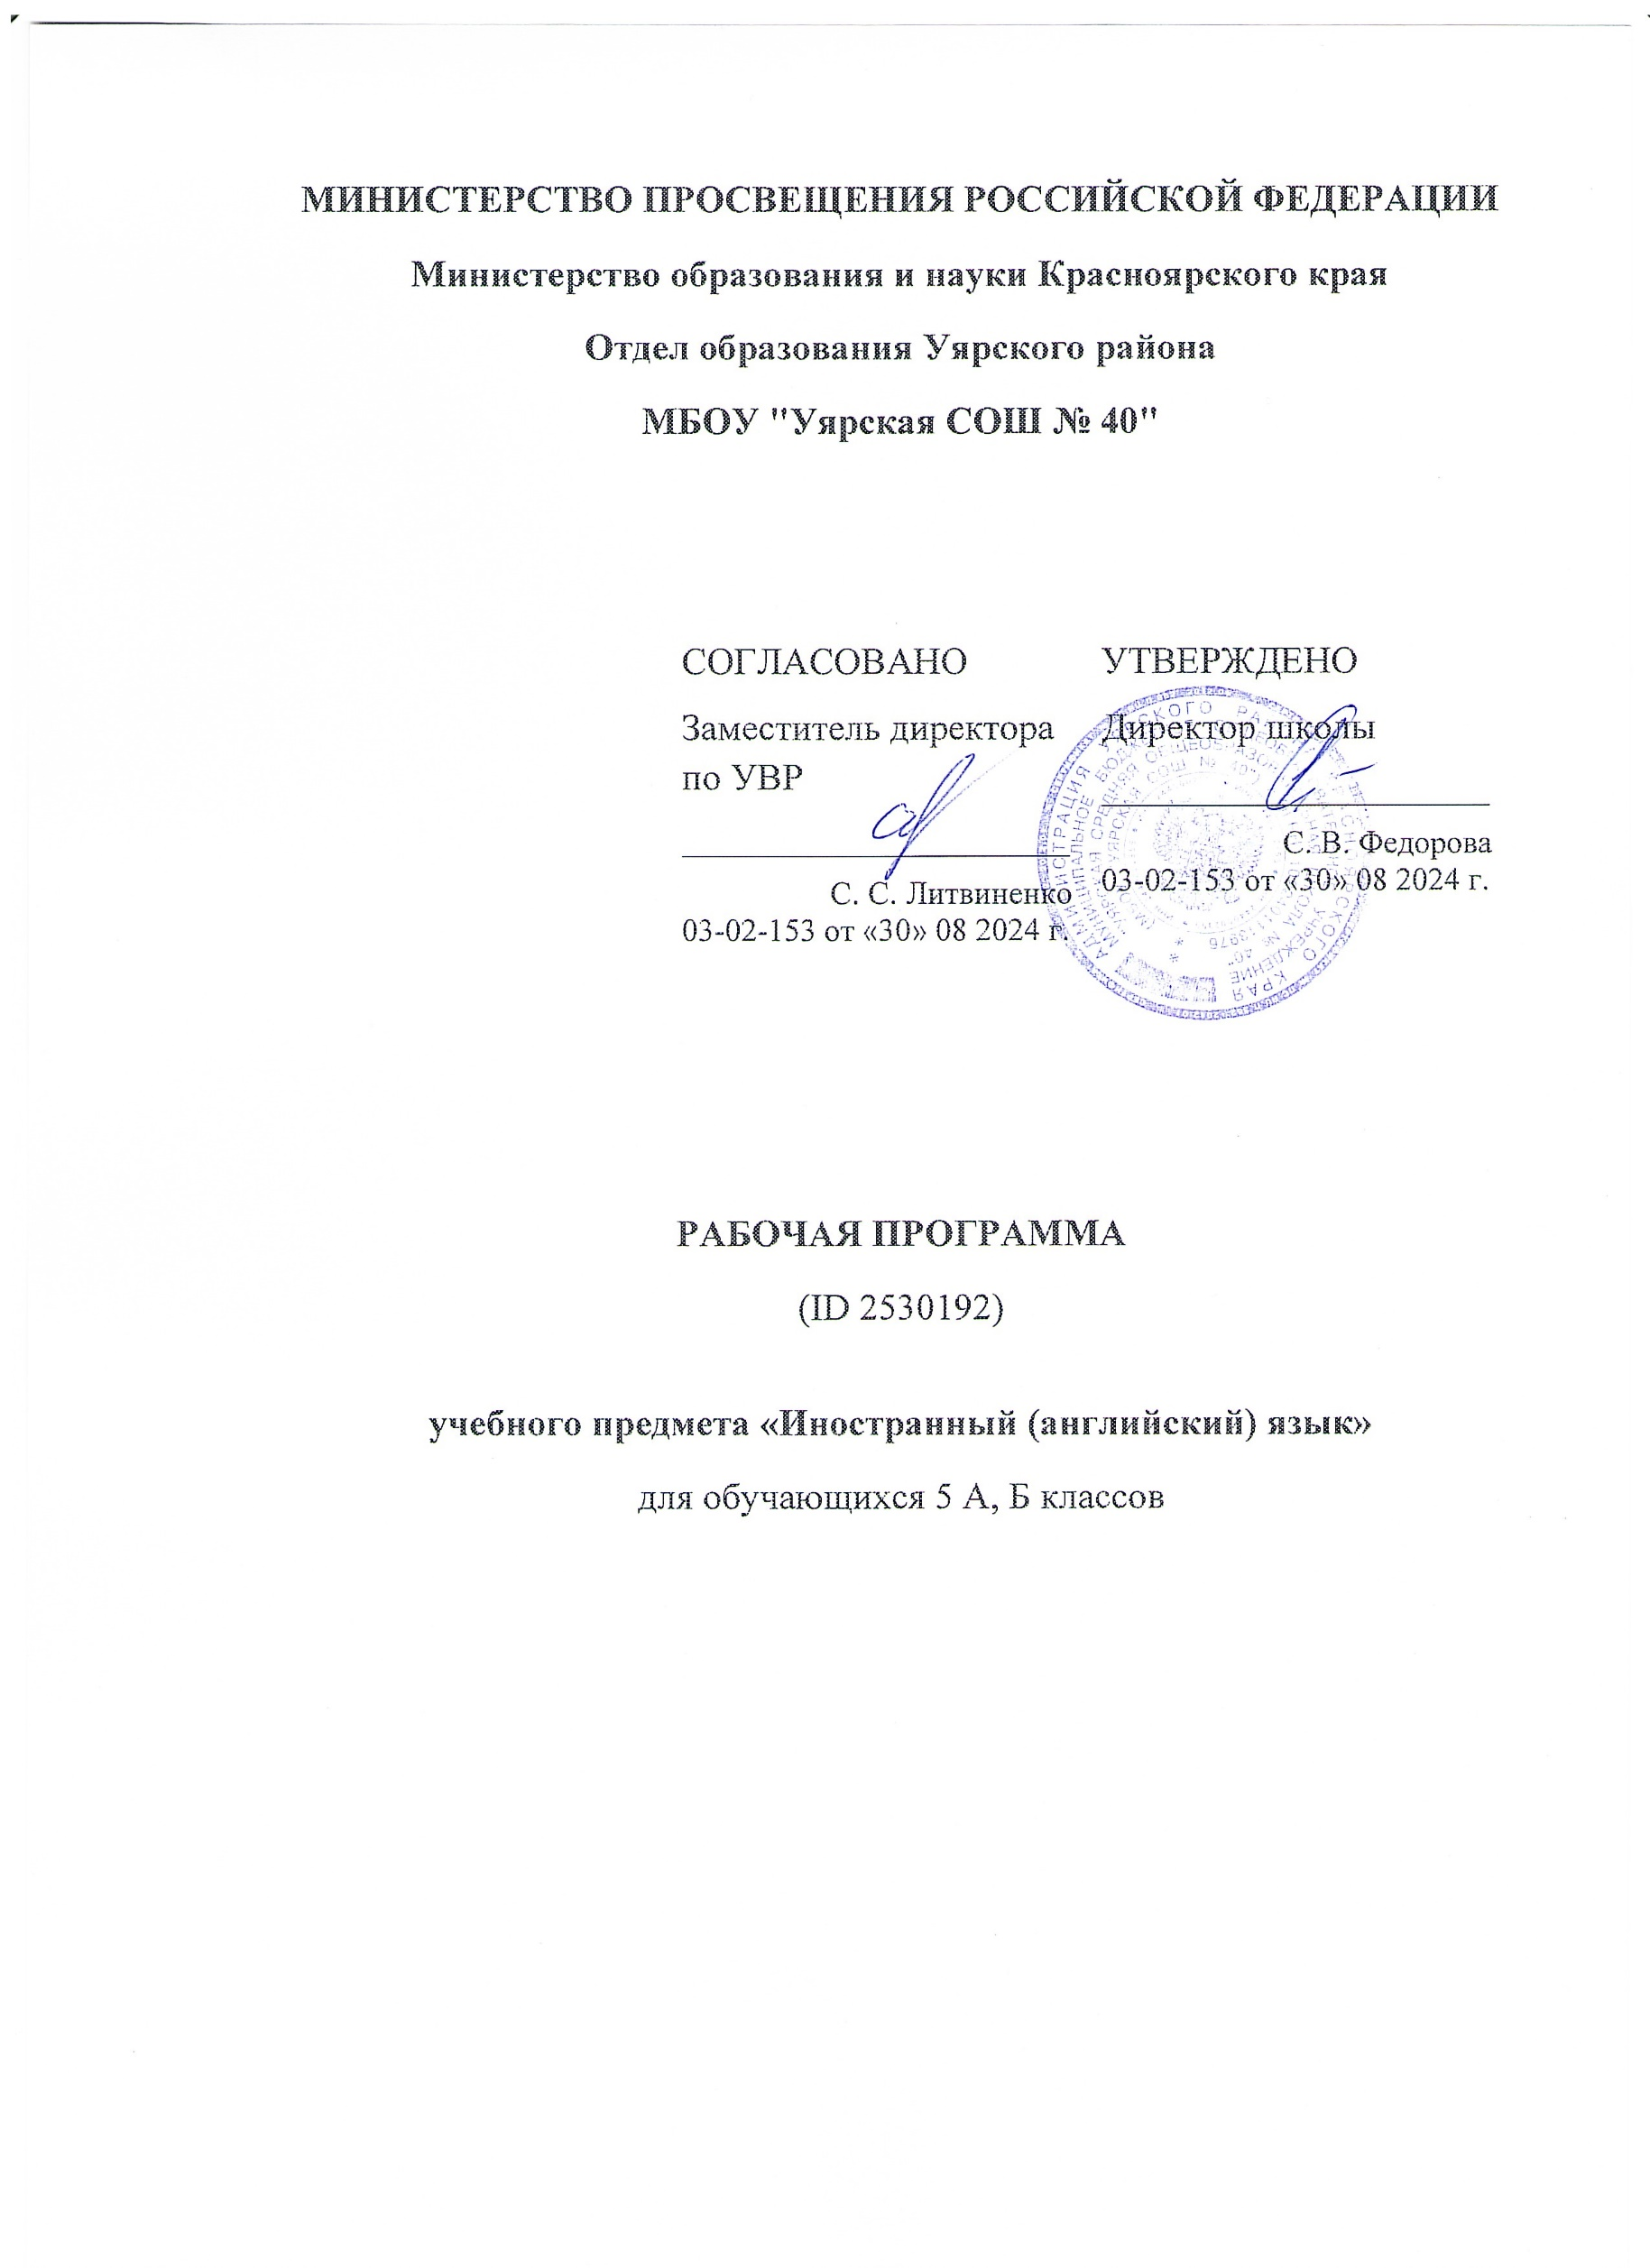 МИНИСТЕРСТВО ПРОСВЕЩЕНИЯ РОССИЙСКОЙ ФЕДЕРАЦИИ
Министерство образования и науки Красноярского края
Отдел образования Уярского района
МБОУ "Уярская СОШ № 40"
СОГЛАСОВАНО
Заместитель директора
по УВР
С. С. Литвиненко
03-02-153 от «30» 08 2024 г.
УТВЕРЖДЕНО
Директор школы
С. В. Федорова
03-02-153 от «30» 08 2024 г.
РАБОЧАЯ ПРОГРАММА
(ID 2530192)
учебного предмета «Иностранный (английский) язык»
для обучающихся 5 А, Б классов